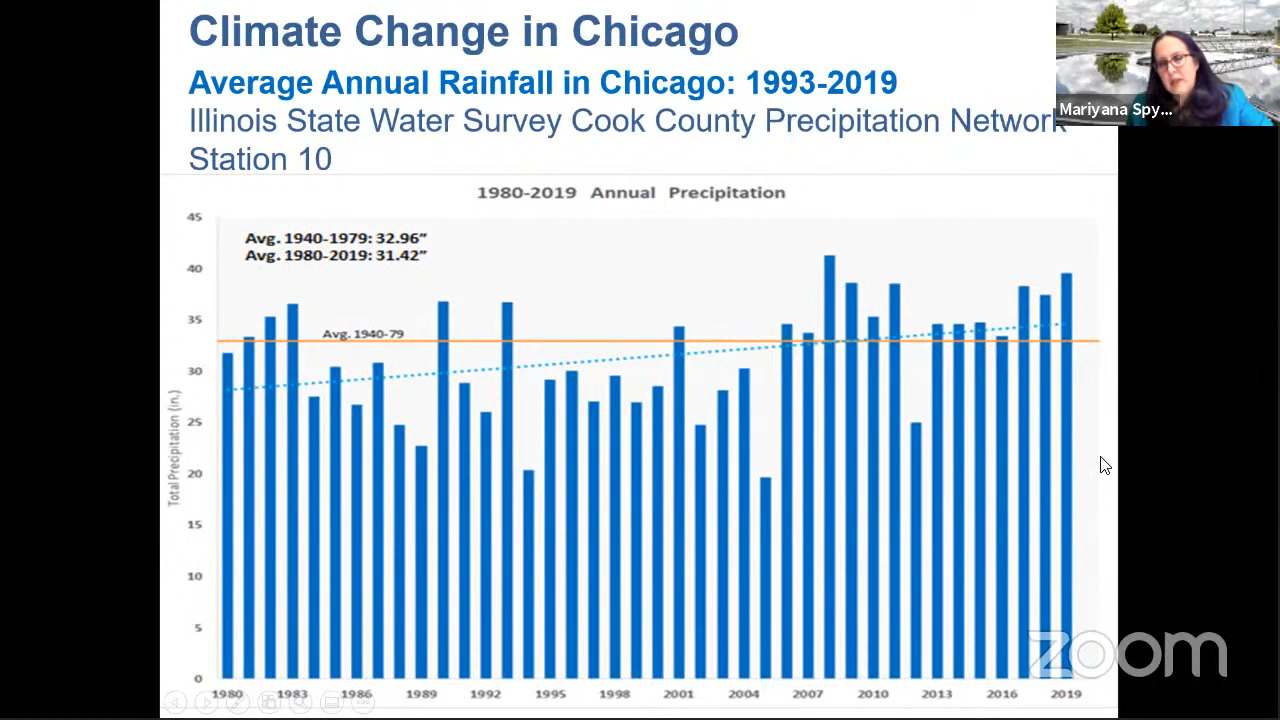 Climate Change in Chicago
Average Annual Rainfall in Chicago: 1993-2019
Illinois State Water Survey Cook County Precipitation Network
Station 10
Mariyana Spy...
1980-2019 Annual Precipitation
Avg. 1940-1979: 32.96”
Avg. 1980-2019: 31.42”
Avg. 1940-79
Total Precipitation (in.)
45
40
35
30
25
20
15
10
5
0
1980 1983 1986 1989 1992 1995 1998 2001 2004 2007 2010 2013 2016 2019
zoom